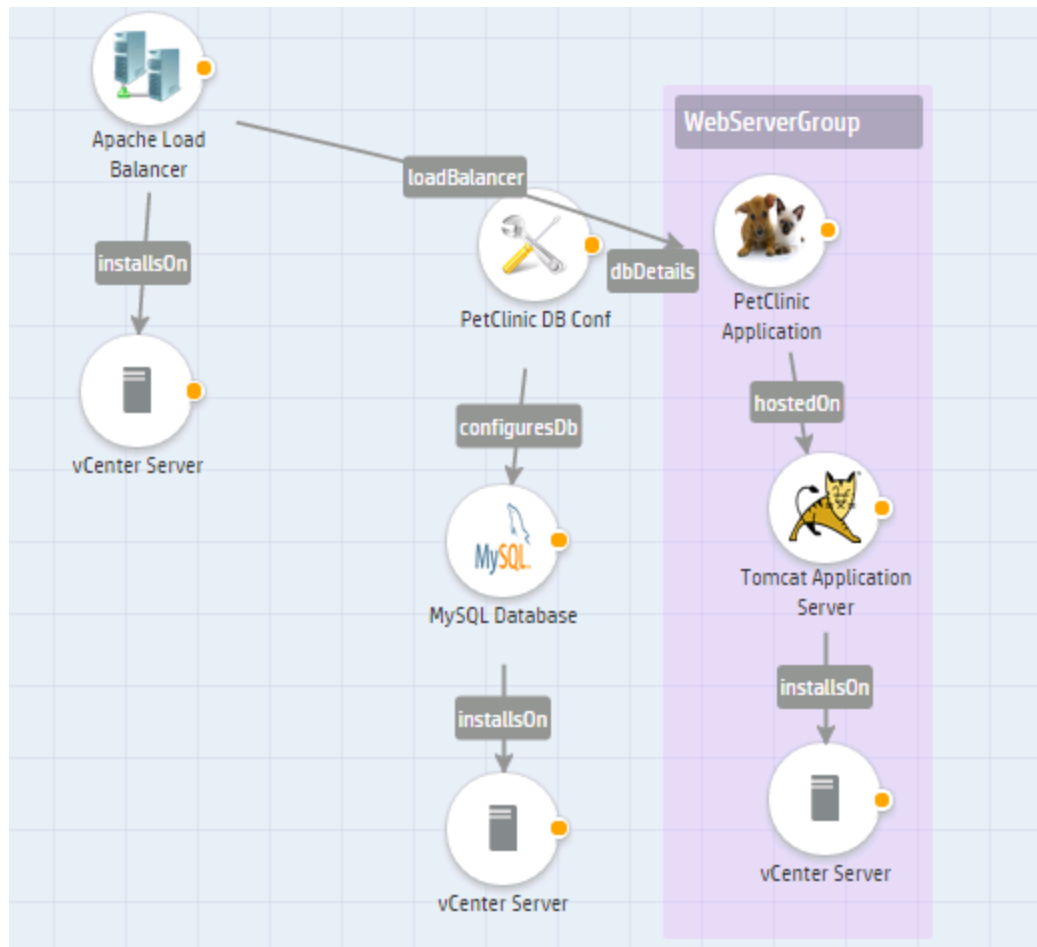 Apache Load
Balancer
installsOn
vCenter Server
loadBalancer
PetClinic DB Conf
dbDetails
configuresDb
MySQL.
MySQL Database
installsOn
vCenter Server
WebServerGroup
PetClinic
Application
hostedOn
Tomcat Application
Server
installsOn
vCenter Server